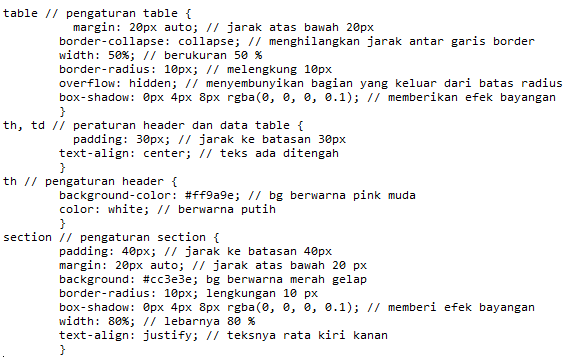 table // pengaturan table {
margin: 20px auto; // jarak atas bawah 20px
border-collapse: collapse; // menghilangkan jarak antar garis border
width: 50%; // berukuran 50 %
border-radius: 10px; // melengkung 10px
overflow: hidden; // menyembunyikan bagian yang keluar dari batas radius
box-shadow: 0px 4px 8px rgba(0, 0, 0, 0.1); // memberikan efek bayangan
}
th, td // peraturan header dan data table {
padding: 30px; // jarak ke batasan 30px
text-align: center; // teks ada ditengah
}
th // pengaturan header {
background-color: #ff9a9e; // bg berwarna pink muda
color: white; // berwarna putih
}
section // pengaturan section {
padding: 40px; // jarak ke batasan 40px
margin: 20px auto; // jarak atas bawah 20 px
background: #cc3e3e; bg berwarna merah gelap
border-radius: 10px; lengkungan 10 px
box-shadow: 0px 4px 8px rgba(0, 0, 0, 0.1); // memberi efek bayangan
width: 80%; // lebarnya 80 %
text-align: justify; // teksnya rata kiri kanan
}